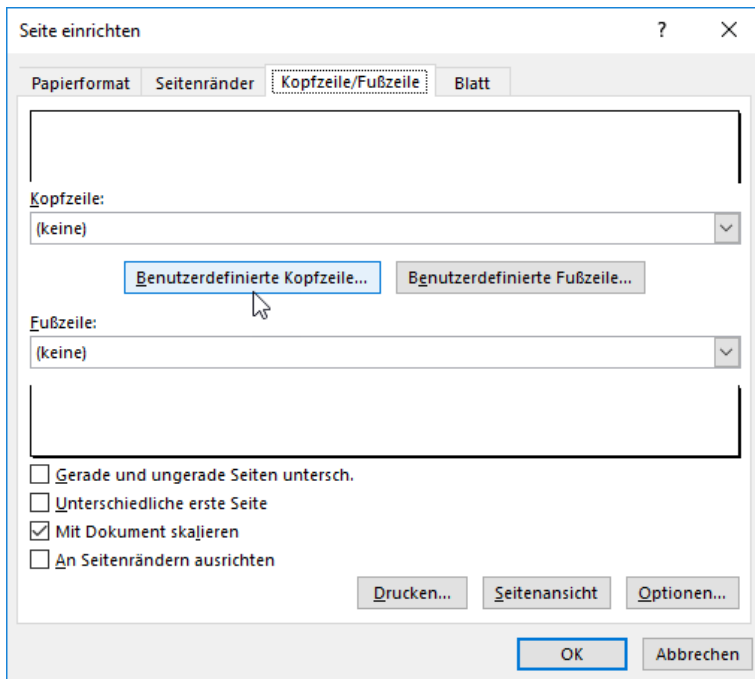 Seite einrichten ?
Papierformat Seitenränder Kopfzeile/Fußzeile Blatt
Kopfzeile:
(keine)
Benutzerdefinierte Kopfzeile... Benutzerdefinierte Fußzeile...
Fußzeile:
(keine)
Gerade und ungerade Seiten untersch.
Unterschiedliche erste Seite
Mit Dokument skalieren
An Seitenrändern ausrichten
Drucken... Seitenansicht Optionen...
OK Abbrechen